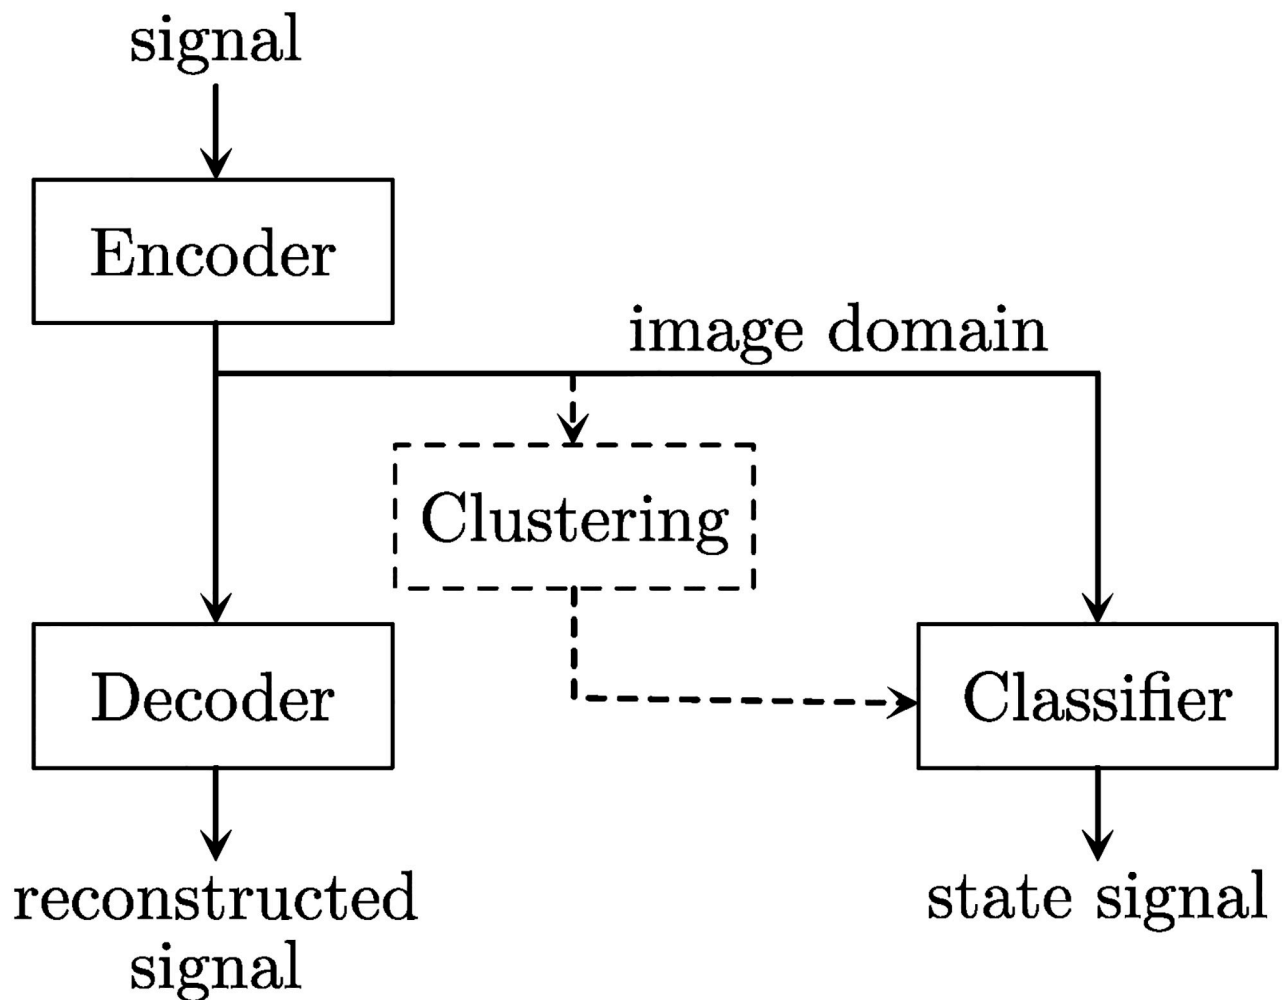 signal
Encoder
image domain
Clustering
Decoder
Classifier
reconstructed
signal
state signal